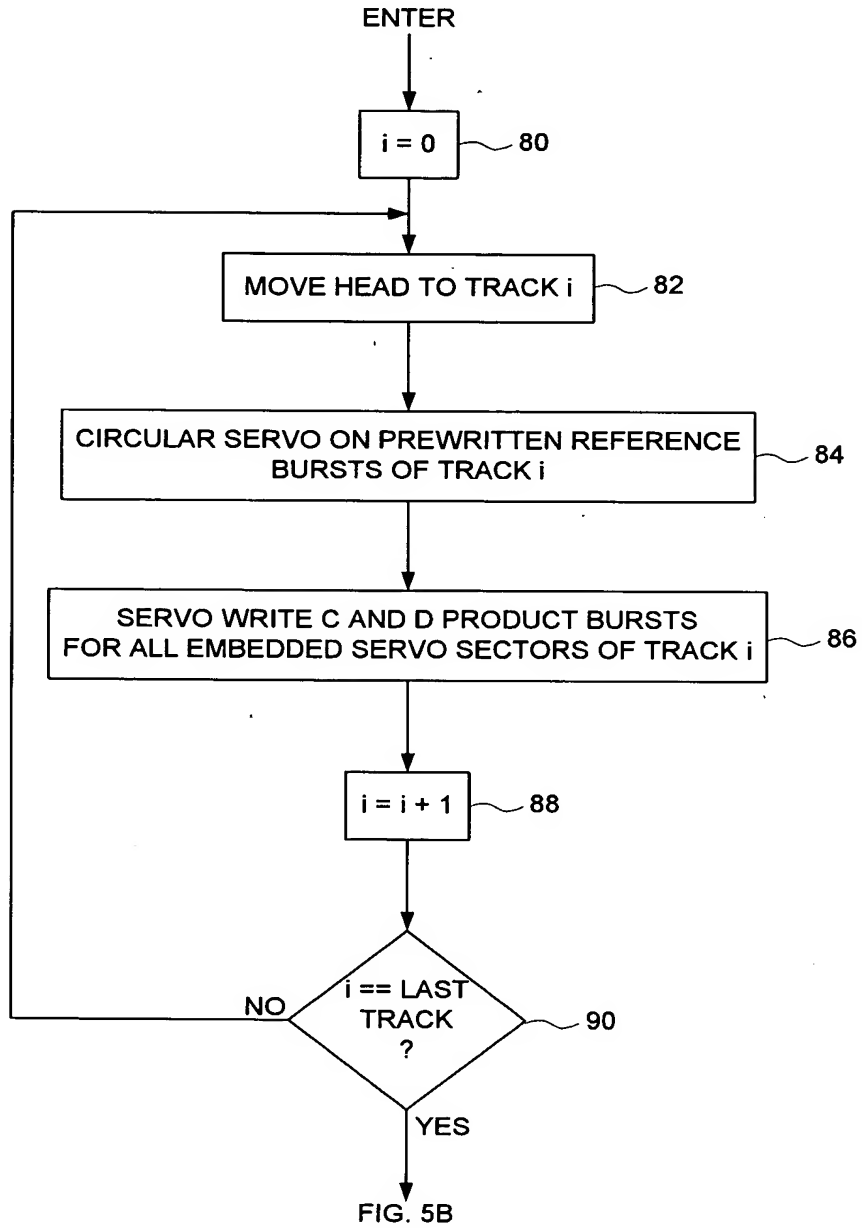 ENTER
i = 0
80
MOVE HEAD TO TRACK i
82
CIRCULAR SERVO ON PREWRITTEN REFERENCE
BURSTS OF TRACK i
84
SERVO WRITE C AND D PRODUCT BURSTS
FOR ALL EMBEDDED SERVO SECTORS OF TRACK i
86
i = i + 1
88
i == LAST
TRACK
?
NO
90
YES
FIG. 5B